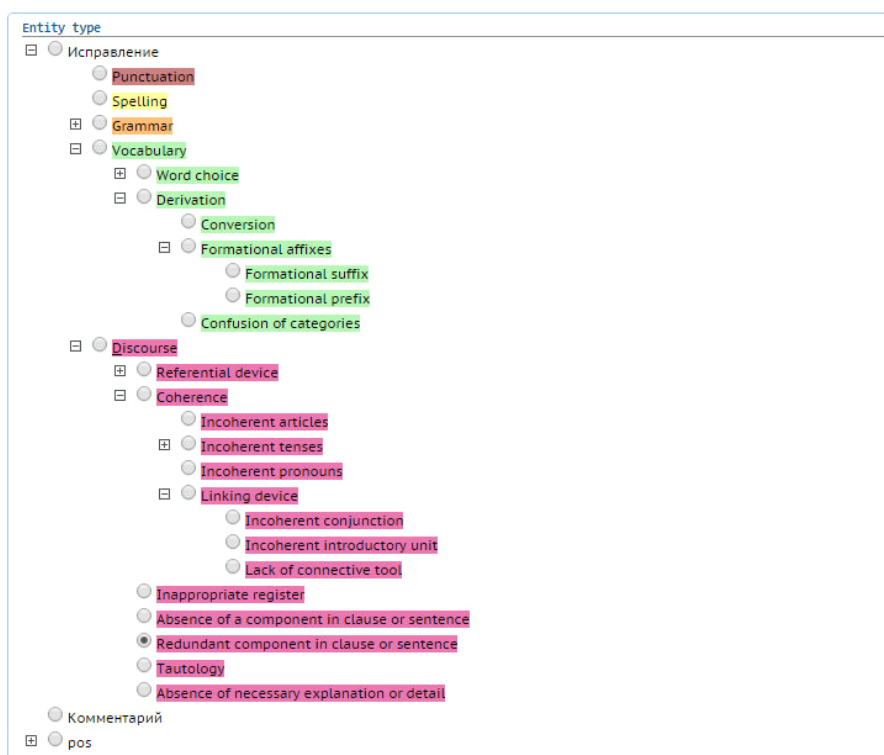 Entity type
Исправление
Punctuation
Spelling
Grammar
Vocabulary
Word choice
Derivation
Conversion
Formational affixes
Formational suffix
Formational prefix
Confusion of categories
Discourse
Referential device
Coherence
Incoherent articles
Incoherent tenses
Incoherent pronouns
Linking device
Incoherent conjunction
Incoherent introductory unit
Lack of connective tool
Inappropriate register
Absence of a component in clause or sentence
Redundant component in clause or sentence
Tautology
Absence of necessary explanation or detail
Комментарий
pos